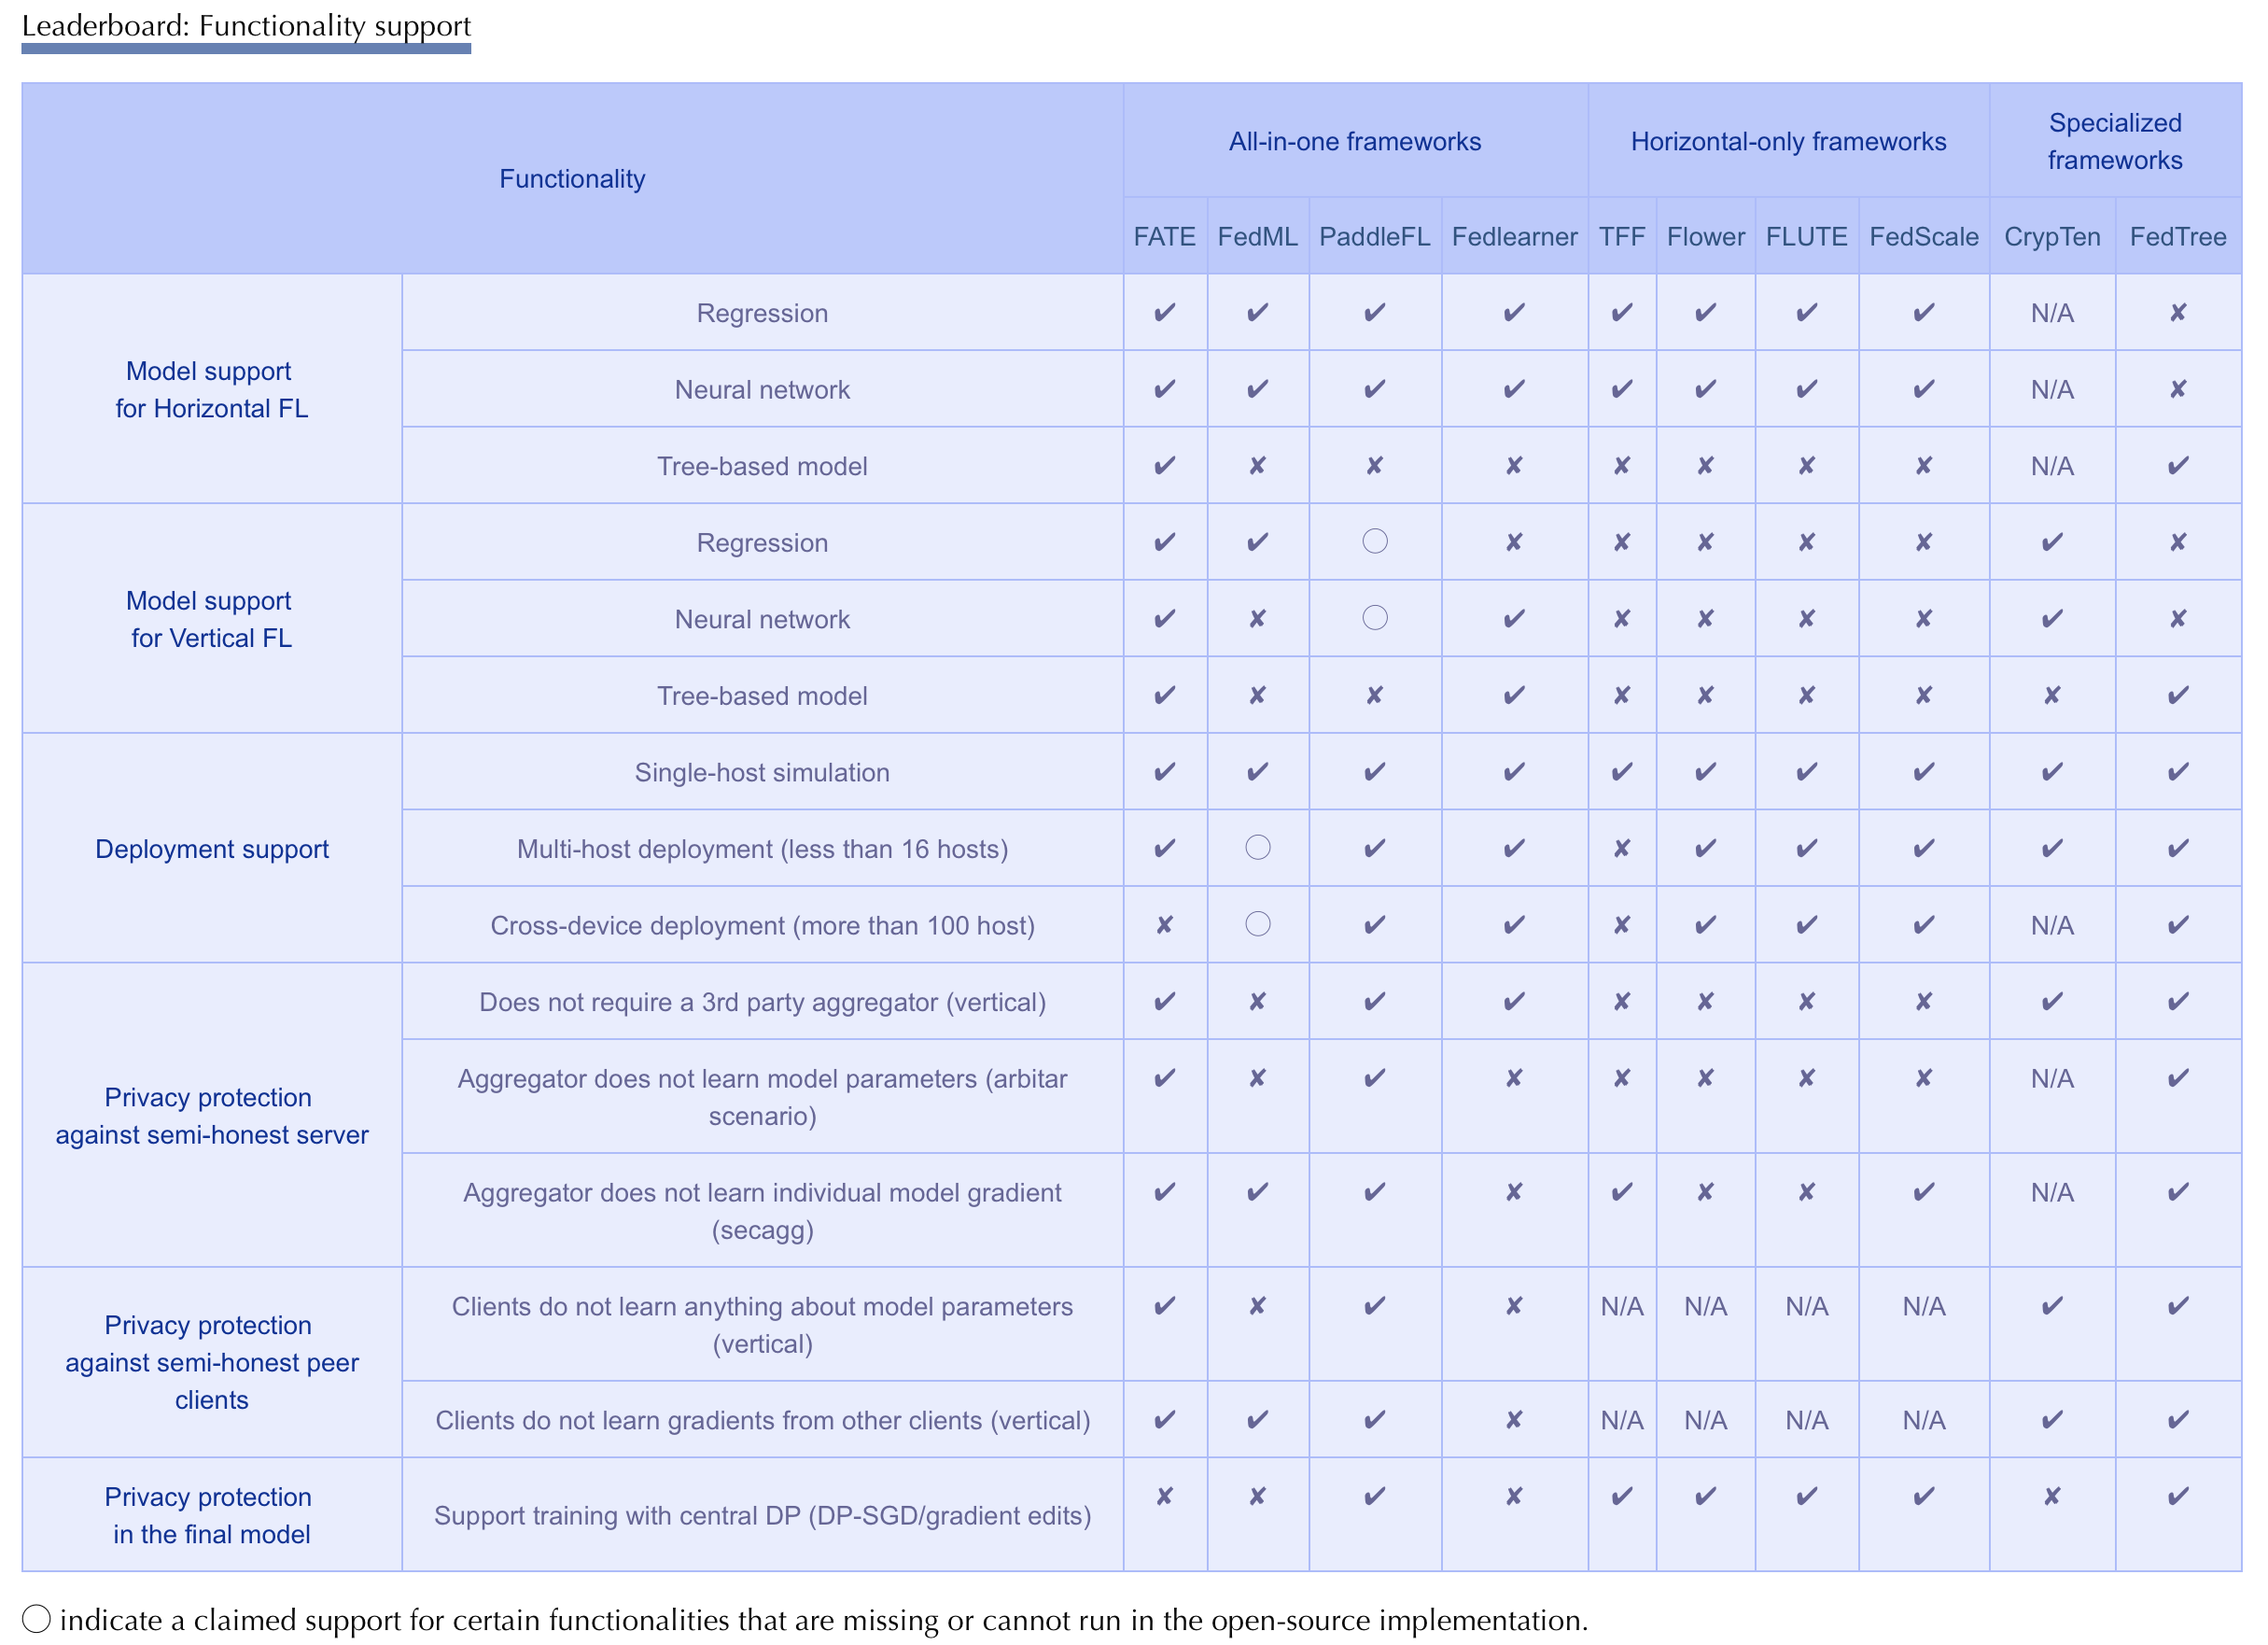 Leaderboard: Functionality support
Functionality
All-in-one frameworks
Horizontal-only frameworks
Specialized
frameworks
FATE FedML PaddleFL Fedlearner TFF Flower FLUTE FedScale CrypTen FedTree
Model support
for Horizontal FL
Regression ✔ ✔ ✔ ✔ ✔ ✔ ✔ ✔ N/A ✘
Neural network ✔ ✔ ✔ ✔ ✔ ✔ ✔ ✔ N/A ✘
Tree-based model ✔ ✘ ✘ ✘ ✘ ✘ ✘ ✘ N/A ✔
Model support
for Vertical FL
Regression ✔ ✔ ◯ ✘ ✘ ✘ ✘ ✘ ✔ ✘
Neural network ✔ ✘ ◯ ✔ ✘ ✘ ✘ ✘ ✔ ✘
Tree-based model ✔ ✘ ✘ ✔ ✘ ✘ ✘ ✘ ✘ ✔
Deployment support
Single-host simulation ✔ ✔ ✔ ✔ ✔ ✔ ✔ ✔ ✔ ✔
Multi-host deployment (less than 16 hosts) ✔ ◯ ✔ ✔ ✘ ✔ ✔ ✔ ✔ ✔
Cross-device deployment (more than 100 host) ✘ ◯ ✔ ✔ ✘ ✔ ✔ ✔ N/A ✔
Privacy protection
against semi-honest server
Does not require a 3rd party aggregator (vertical) ✔ ✘ ✔ ✔ ✘ ✘ ✘ ✘ ✔ ✔
Aggregator does not learn model parameters (arbitar
scenario) ✔ ✘ ✔ ✘ ✘ ✘ ✘ ✘ N/A ✔
Aggregator does not learn individual model gradient
(secagg) ✔ ✔ ✔ ✘ ✔ ✘ ✘ ✔ N/A ✔
Privacy protection
against semi-honest peer
clients
Clients do not learn anything about model parameters
(vertical) ✔ ✘ ✔ ✘ N/A N/A N/A N/A ✔ ✔
Clients do not learn gradients from other clients (vertical) ✔ ✔ ✔ ✘ N/A N/A N/A N/A ✔ ✔
Privacy protection
in the final model
Support training with central DP (DP-SGD/gradient edits) ✘ ✘ ✔ ✘ ✔ ✔ ✔ ✔ ✘ ✔
◯ indicate a claimed support for certain functionalities that are missing or cannot run in the open-source implementation.